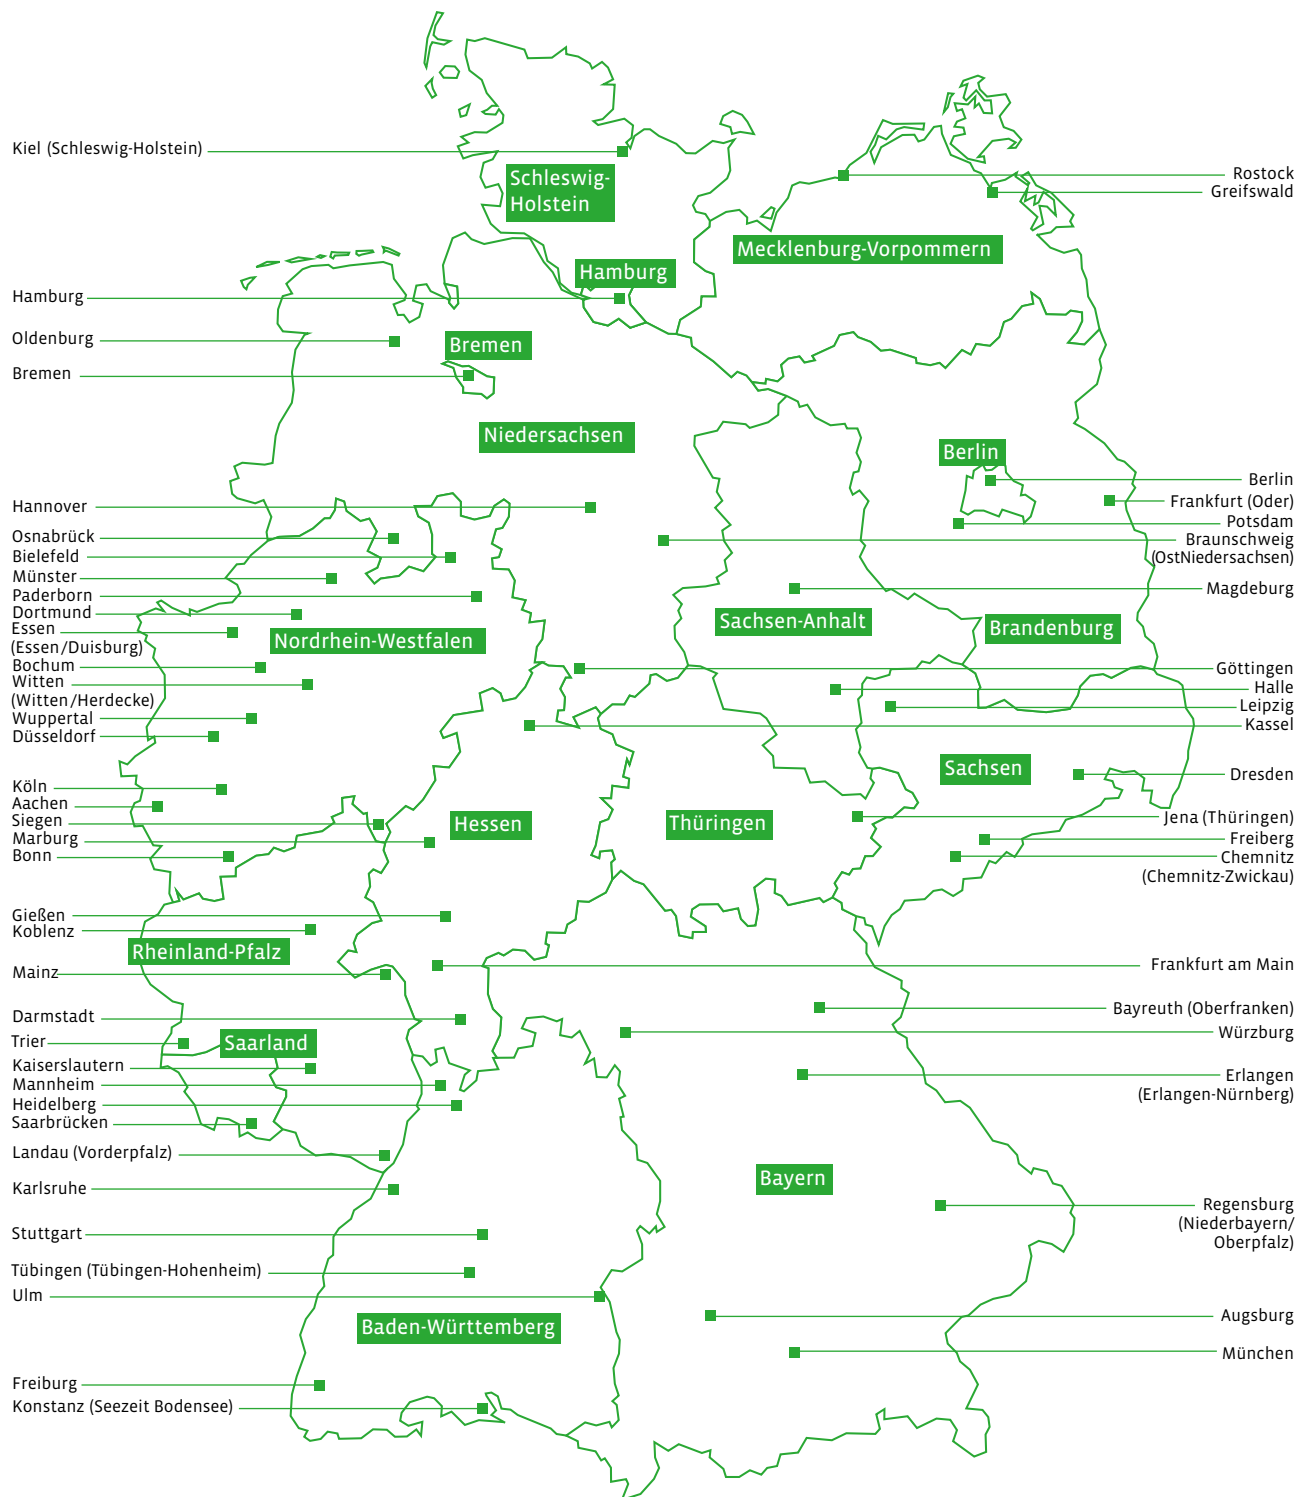 Kiel (Schleswig-Holstein)
Hamburg
Oldenburg
Bremen
Hannover
Osnabrück
Bielefeld
Münster
Paderborn
Dortmund
Essen
(Essen/Duisburg)
Bochum
Witten
(Witten/Herdecke)
Wuppertal
Düsseldorf
Köln
Aachen
Siegen
Marburg
Bonn
Gießen
Koblenz
Mainz
Darmstadt
Trier
Kaiserslautern
Mannheim
Heidelberg
Saarbrücken
Landau (Vorderpfalz)
Karlsruhe
Stuttgart
Tübingen (Tübingen-Hohenheim)
Ulm
Freiburg
Konstanz (Seezeit Bodensee)
Schleswig-
Holstein
Mecklenburg-Vorpommern
Hamburg
Bremen
Niedersachsen
Berlin
Sachsen-Anhalt
Brandenburg
Nordrhein-Westfalen
Sachsen
Hessen
Thüringen
Rheinland-Pfalz
Saarland
Bayern
Baden-Württemberg
Rostock
Greifswald
Berlin
Frankfurt (Oder)
Potsdam
Braunschweig
(OstNiedersachsen)
Magdeburg
Göttingen
Halle
Leipzig
Kassel
Dresden
Jena (Thüringen)
Freiberg
Chemnitz
(Chemnitz-Zwickau)
Frankfurt am Main
Bayreuth (Oberfranken)
Würzburg
Erlangen
(Erlangen-Nürnberg)
Regensburg
(Niederbayern/
Oberpfalz)
Augsburg
München